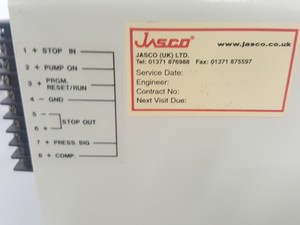 1 + STOP IN
2 + PUMP ON
3 + PRGM.
RESET/RUN
4 - GND
5 -
STOP OUT
6 +
7 + PRESS. SIG
8 + COMP.
JASCO
www.jasco.co.uk
JASCO (UK) LTD.
Tel: 01371 876988 Fax: 01371 875597
Service Date:
Engineer:
Contract No:
Next Visit Due: